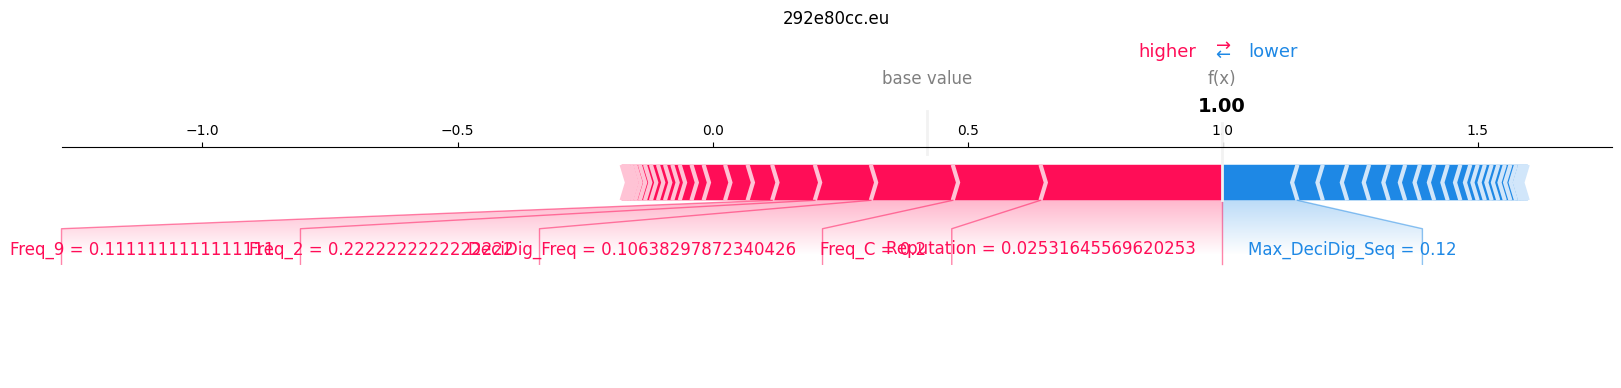 292e80cc.eu
higher → ← lower
base value f(x)
1.00
−1.0 −0.5 0.0 0.5 1.0 1.5
Freq_9 = 0.1111111111111111 Freq_2 = 0.2222222222222222 DeciDig_Freq = 0.10638297872340426 Freq_C = 0.2 Reputation = 0.02531645569620253 Max_DeciDig_Seq = 0.12